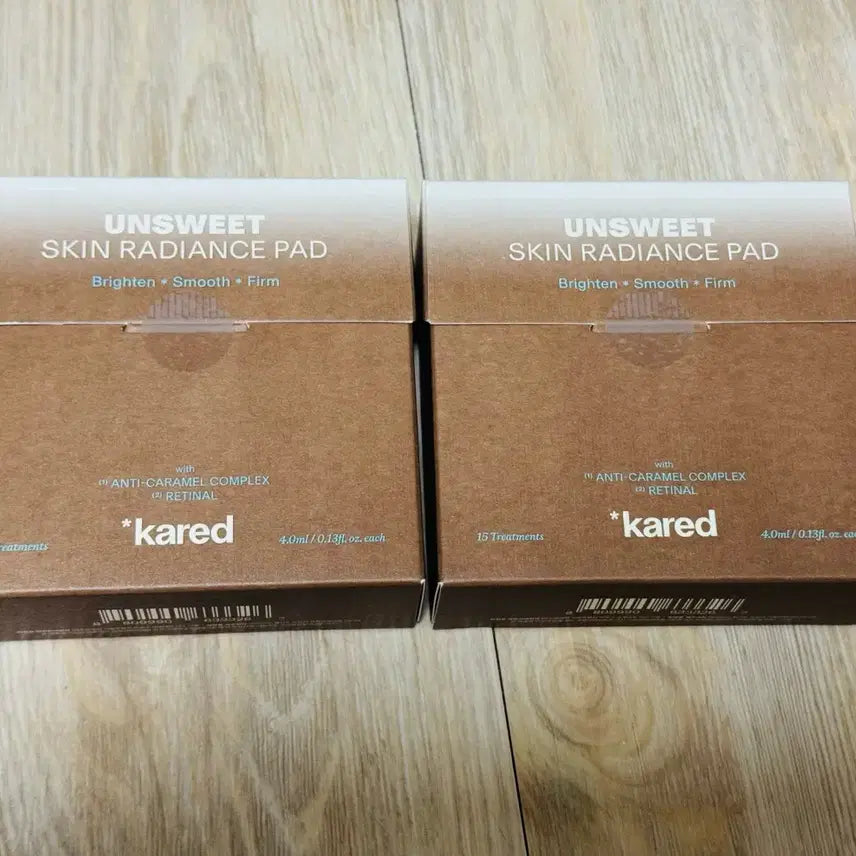 UNSWEET
SKIN RADIANCE PAD
Brighten * Smooth * Firm
with
(1) ANTI-CARAMEL COMPLEX
(2) RETINAL
*kared
reatments
4.0ml / 0.13fl. oz. each
UNSWEET
SKIN RADIANCE PAD
Brighten * Smooth * Firm
with
(1) ANTI-CARAMEL COMPLEX
(2) RETINAL
*kared
15 Treatments
4.0ml / 0.13fl. oz. eac